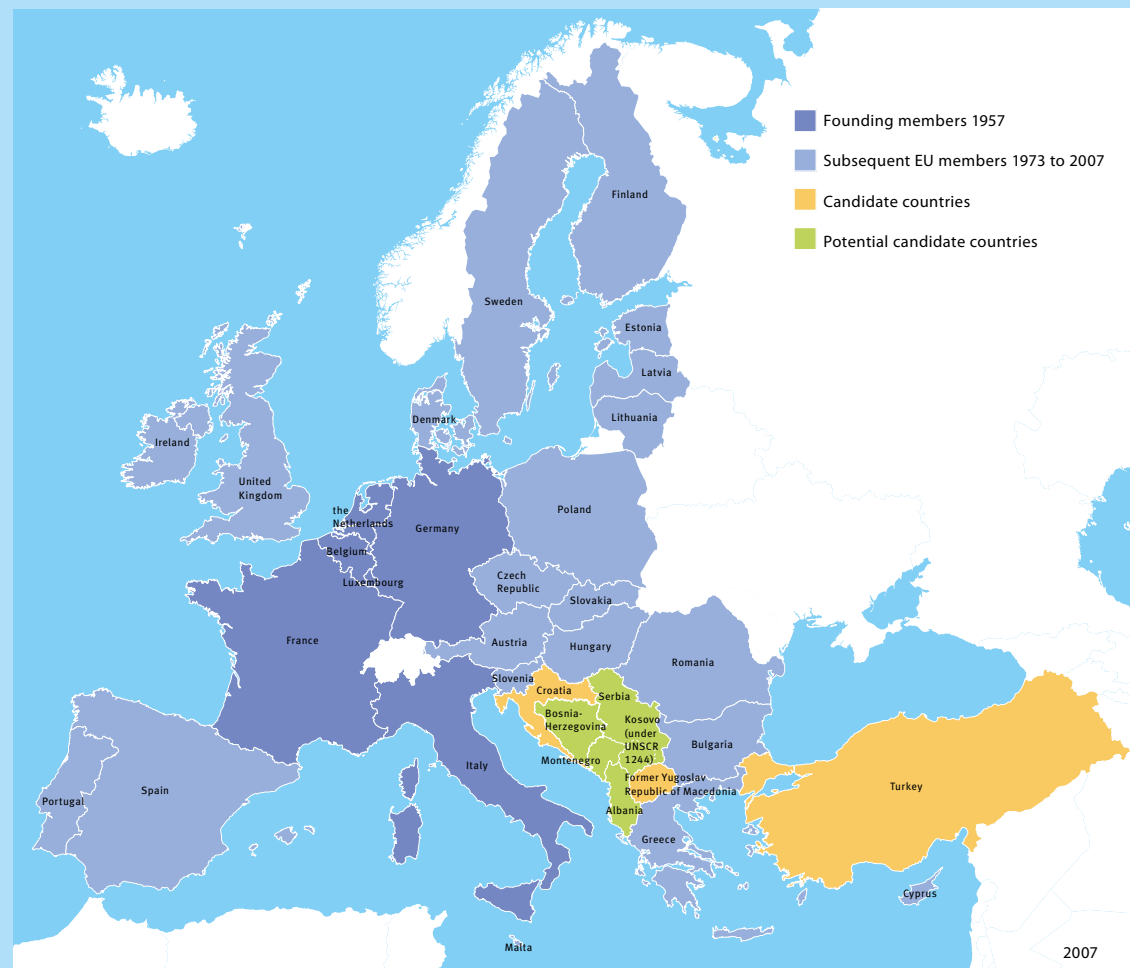 Founding members 1957
Subsequent EU members 1973 to 2007
Candidate countries
Potential candidate countries
Finland
Sweden
Estonia
Latvia
Lithuania
Denmark
Ireland
United
Kingdom
the
Netherlands
Belgium
Luxembourg
Germany
Poland
Czech
Republic
Slovakia
France
Austria
Hungary
Romania
Slovenia
Croatia
Serbia
Bosnia-
Herzegovina
Kosovo
(under
UNSCR
1244)
Montenegro
Bulgaria
Italy
Former Yugoslav
Republic of Macedonia
Albania
Turkey
Portugal
Spain
Greece
Cyprus
Malta
2007